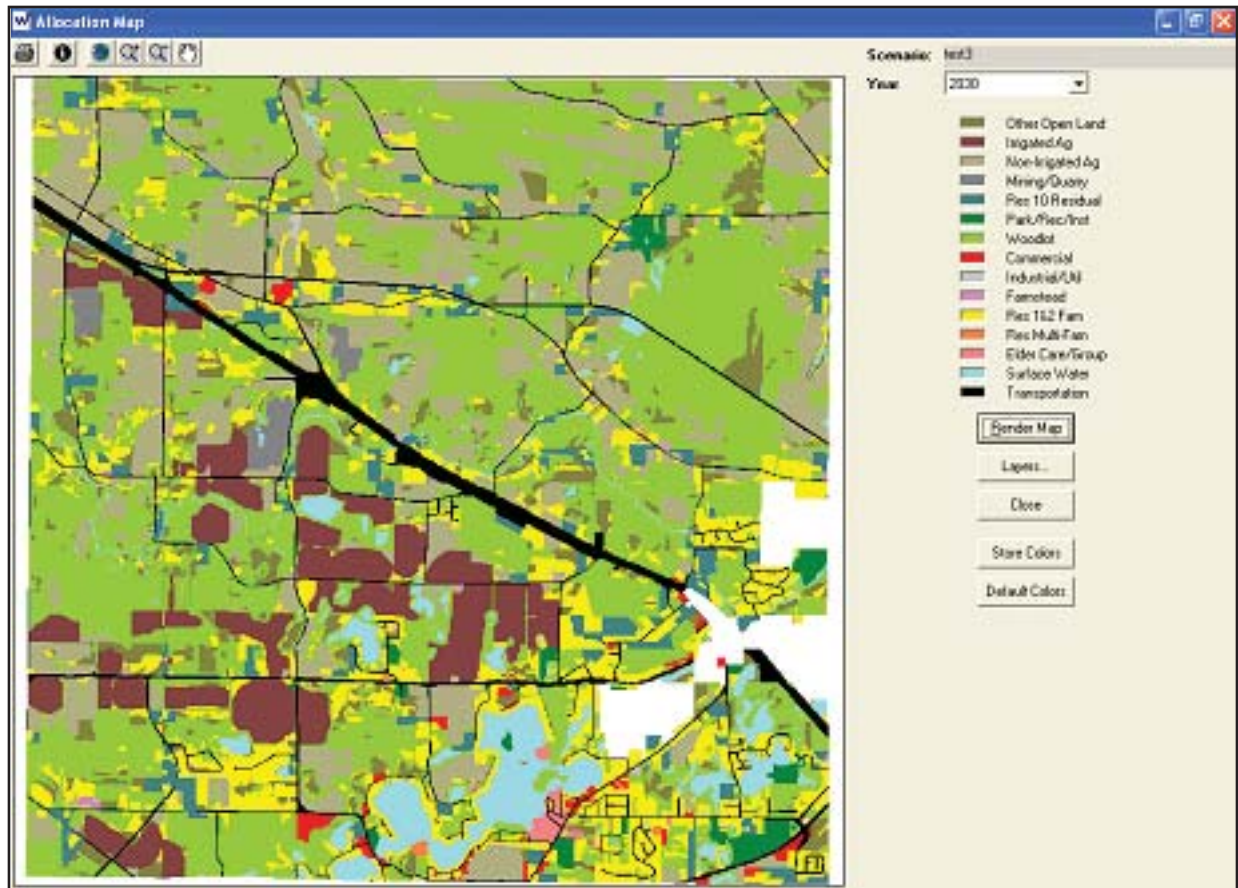 Allocation Map
Scenario: test3
Year 2030
Other Open Land
Irrigated Ag
Non-Irrigated Ag
Mining/Quarry
Res 10 Residual
Park/Rec/Inst
Woodlot
Commercial
Industrial/Util
Farmstead
Res 1&2 Fam
Res Multi-Fam
Elder Care/Group
Surface Water
Transportation
Render Map
Layers...
Close
Store Colors
Default Colors